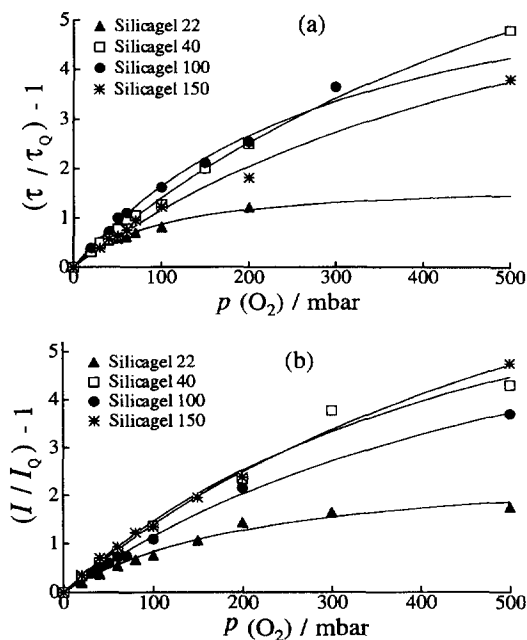 (a)
▲ Silicagel 22
□ Silicagel 40
● Silicagel 100
✳ Silicagel 150
(τ / τQ) - 1
5
4
3
2
1
0
0 100 200 300 400 500
p (O2) / mbar
(b)
▲ Silicagel 22
□ Silicagel 40
● Silicagel 100
✳ Silicagel 150
(I / IQ) - 1
5
4
3
2
1
0
0 100 200 300 400 500
p (O2) / mbar